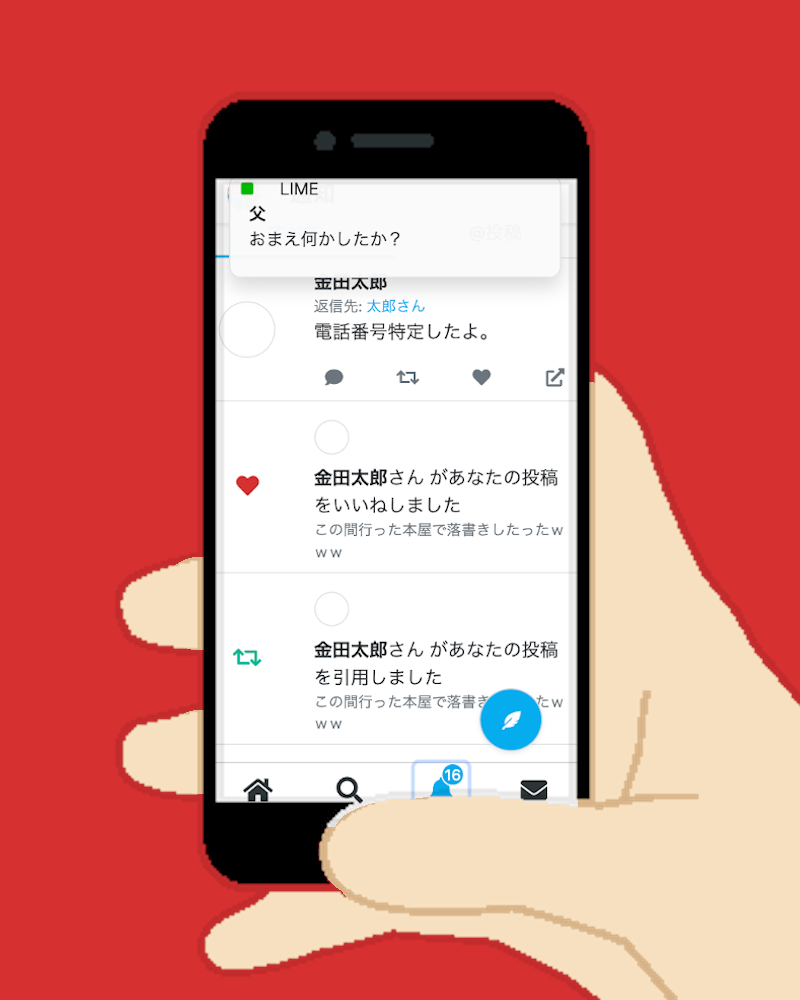 LIME
父
おまえ何かしたか？
@投稿
金田太郎
返信先: 太郎さん
電話番号特定したよ。
金田太郎さん があなたの投稿
をいいねしました
この間行った本屋で落書きしたったｗ
ｗｗ
金田太郎さん があなたの投稿
を引用しました
この間行った本屋で落書き たｗ
ｗｗ
16